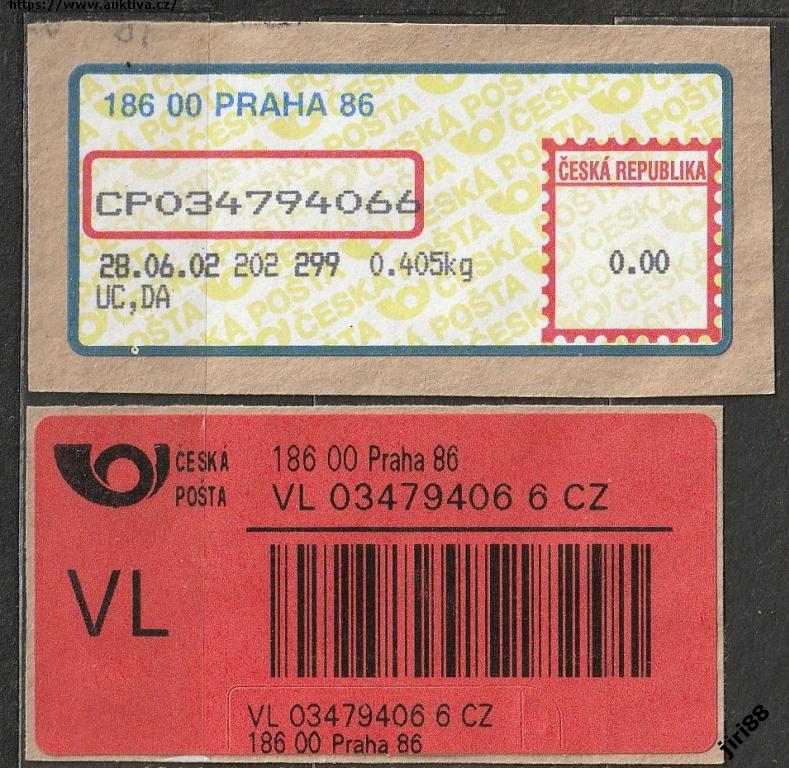 https://www.auktiva.cz/
186 00 PRAHA 86
ČESKÁ REPUBLIKA
CP034794066
28.06.02 202 299 0.405kg
0.00
UC,DA
ČESKÁ POŠTA
186 00 Praha 86
VL 03479406 6 CZ
VL
VL 03479406 6 CZ
186 00 Praha 86
jiri88